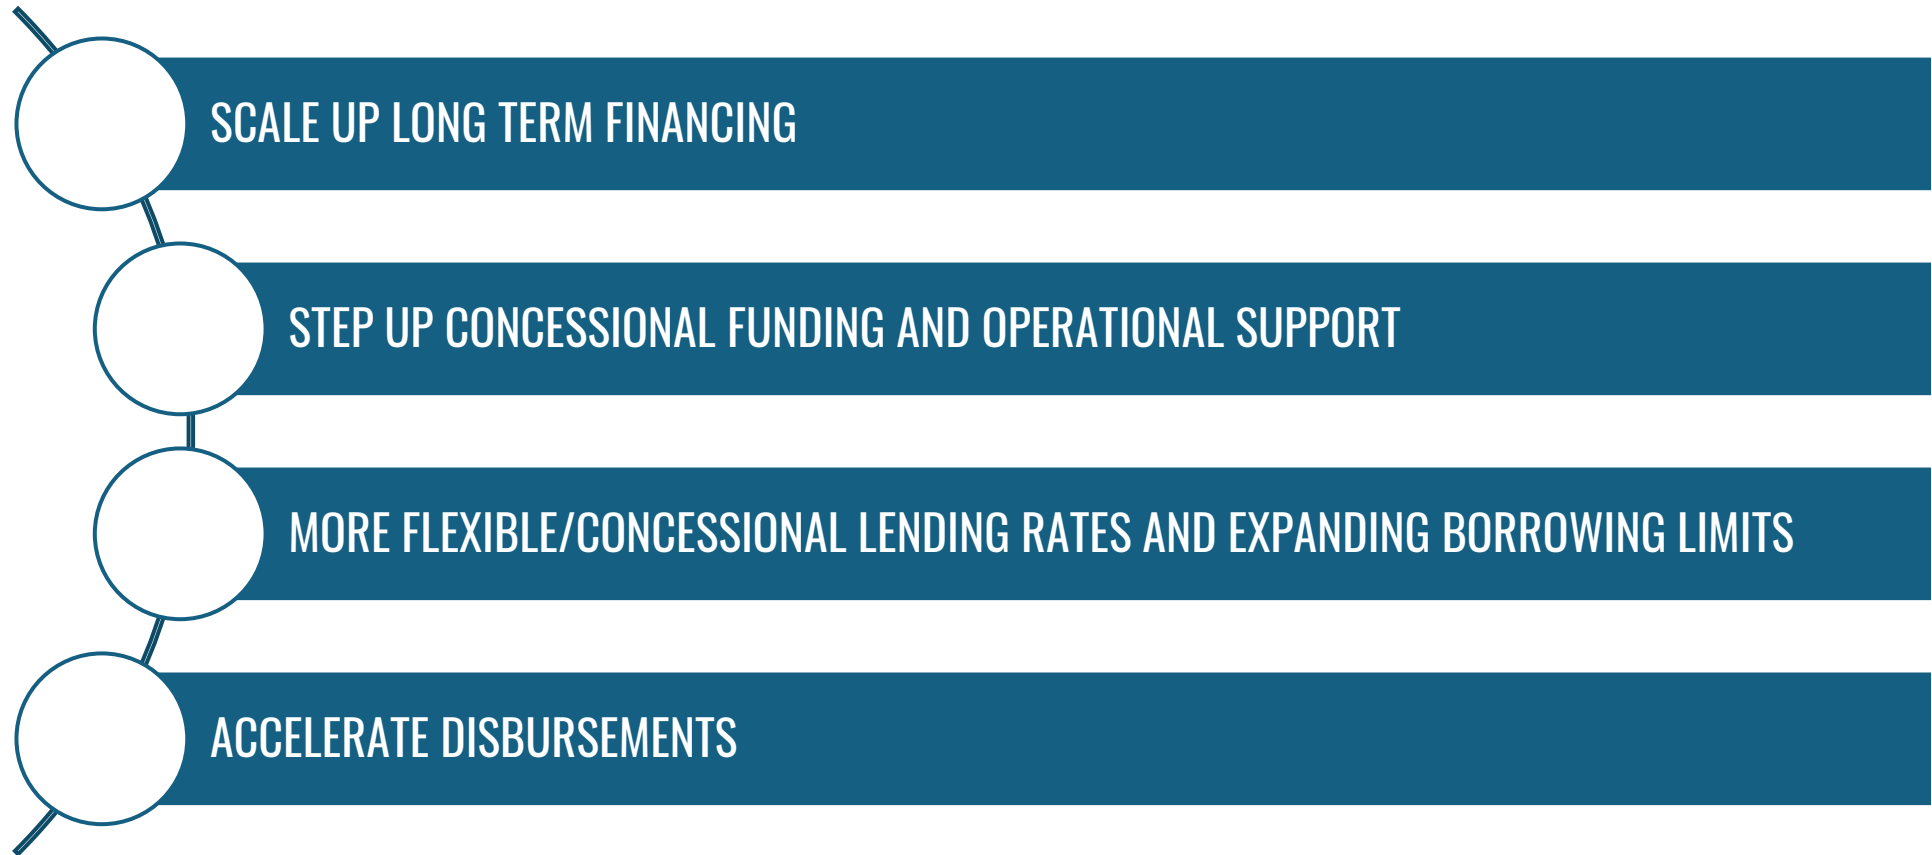 SCALE UP LONG TERM FINANCING
STEP UP CONCESSIONAL FUNDING AND OPERATIONAL SUPPORT
MORE FLEXIBLE/CONCESSIONAL LENDING RATES AND EXPANDING BORROWING LIMITS
ACCELERATE DISBURSEMENTS